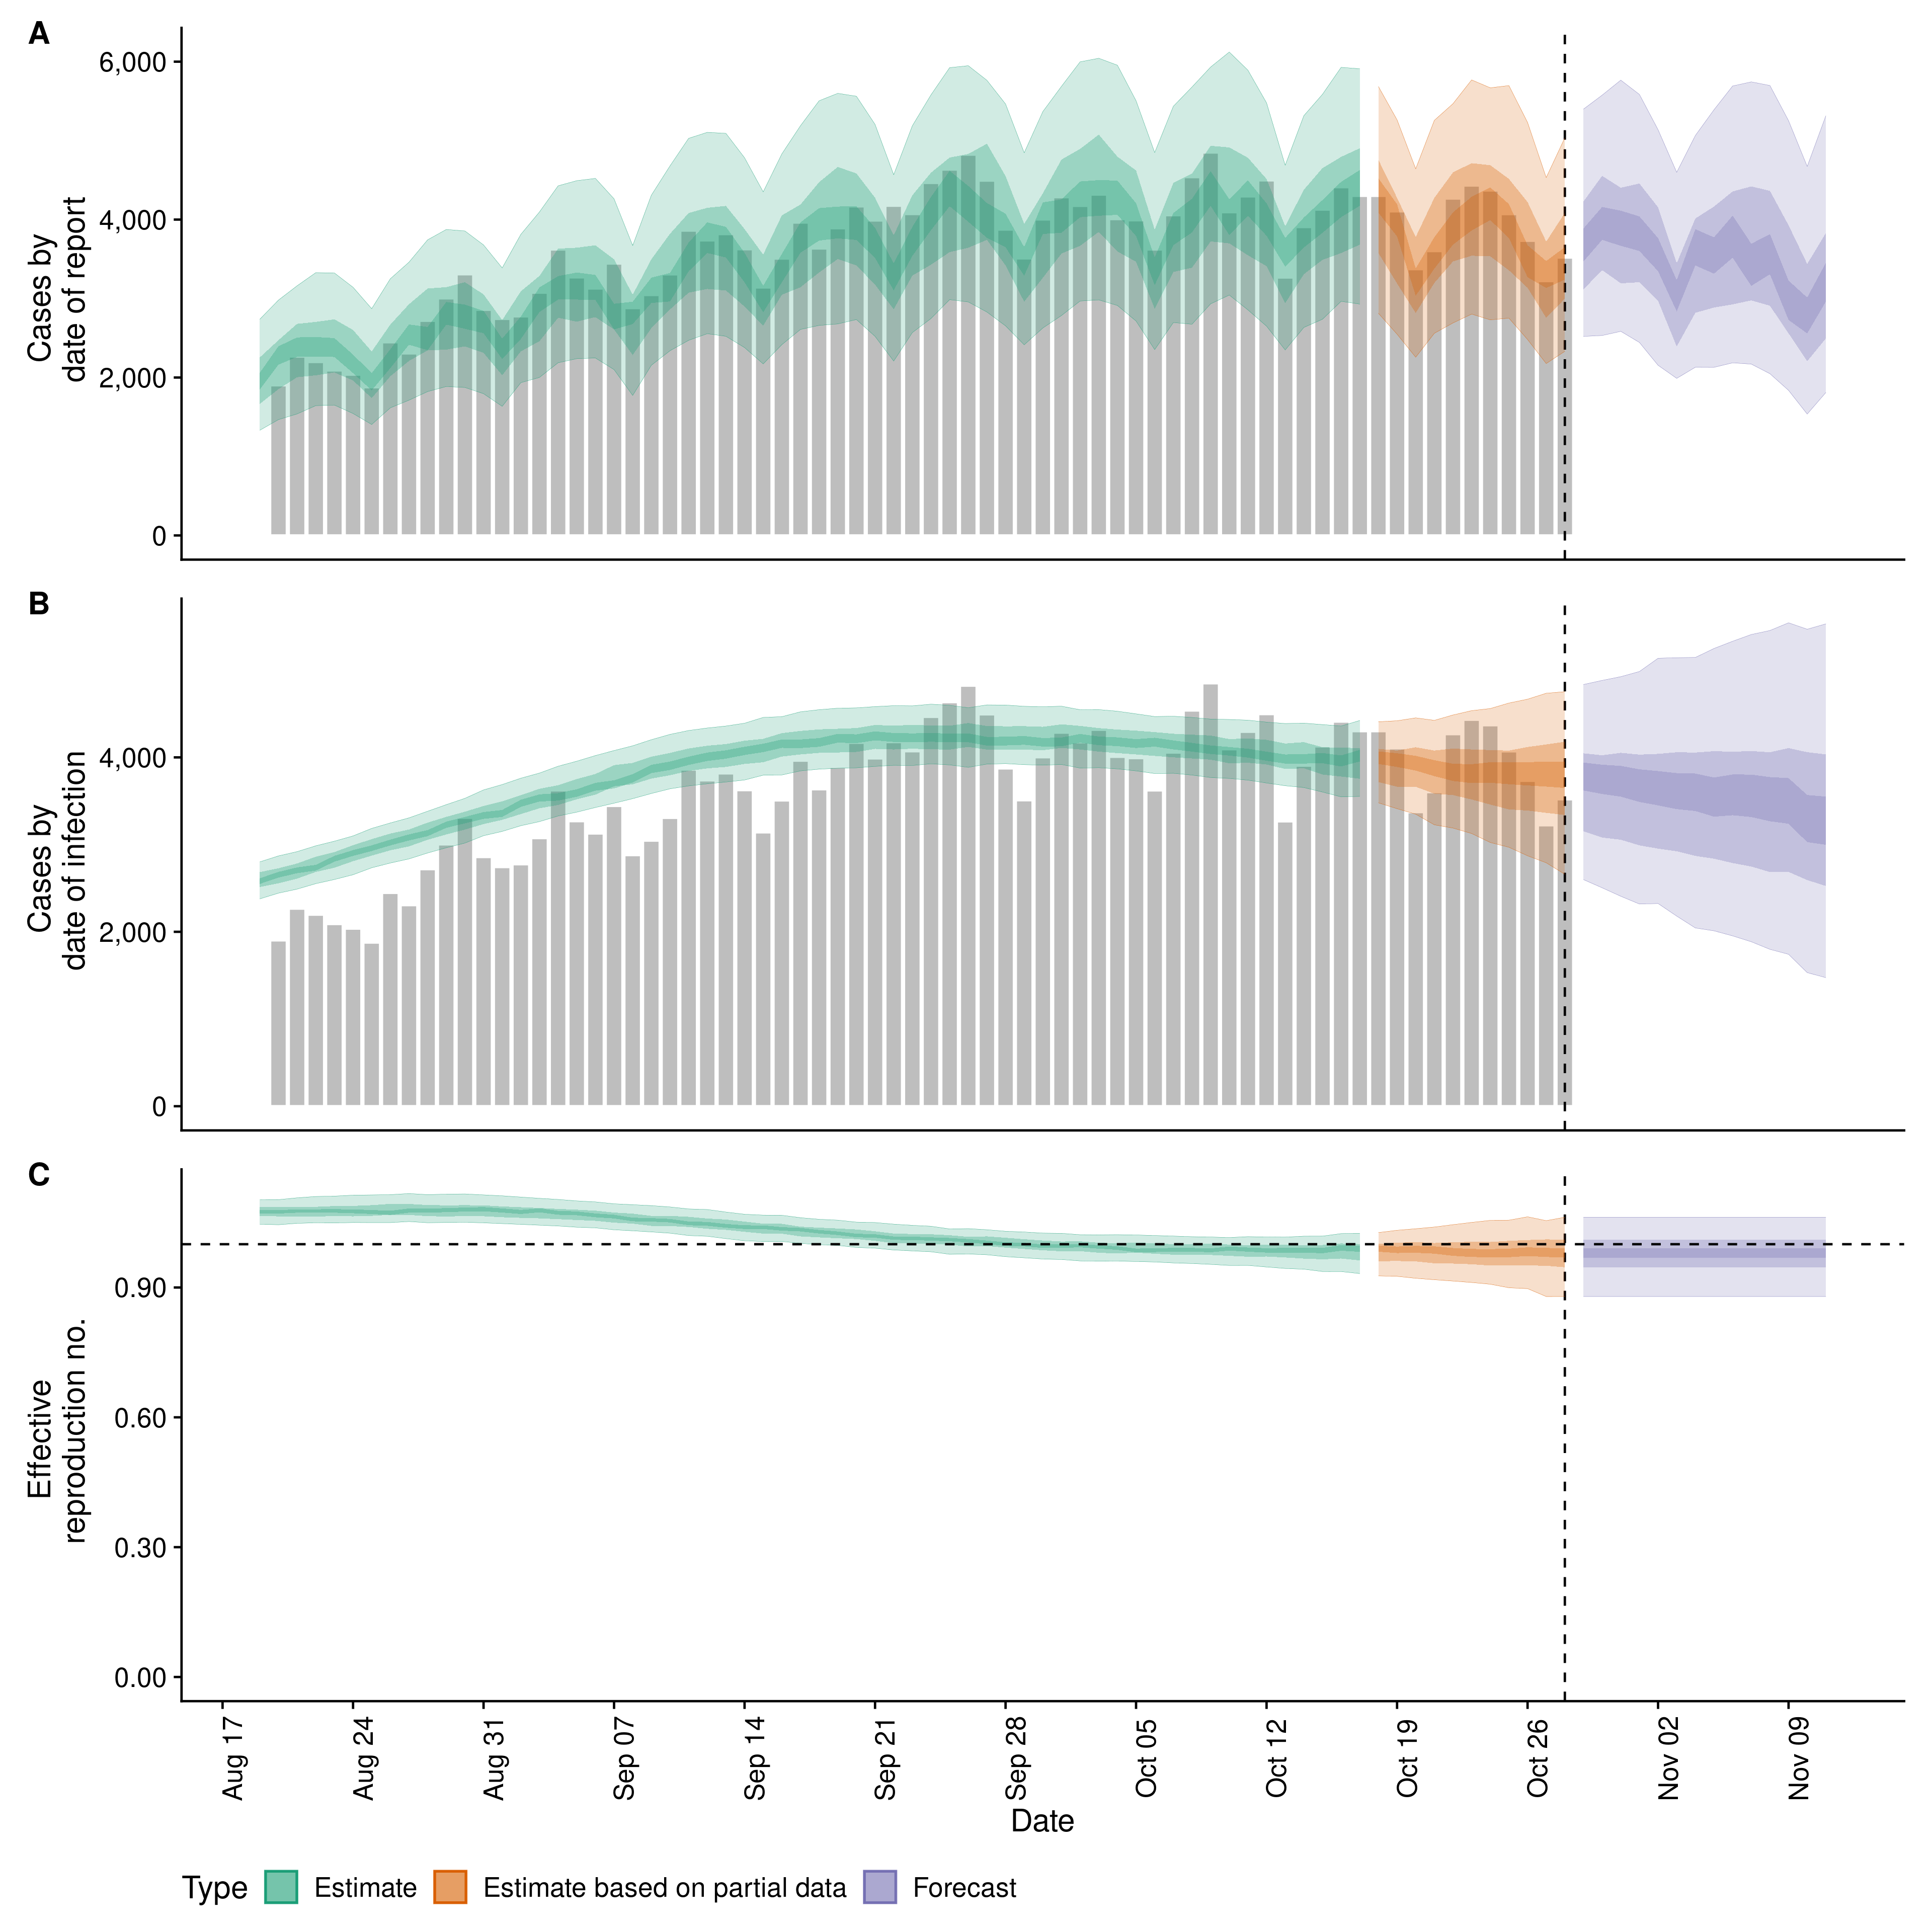 A
6,000
4,000
2,000
0
Cases by
date of report
B
4,000
2,000
0
Cases by
date of infection
C
0.90
0.60
0.30
0.00
Effective
reproduction no.
Aug 17
Aug 24
Aug 31
Sep 07
Sep 14
Sep 21
Sep 28
Oct 05
Oct 12
Oct 19
Oct 26
Nov 02
Nov 09
Date
Type Estimate Estimate based on partial data Forecast